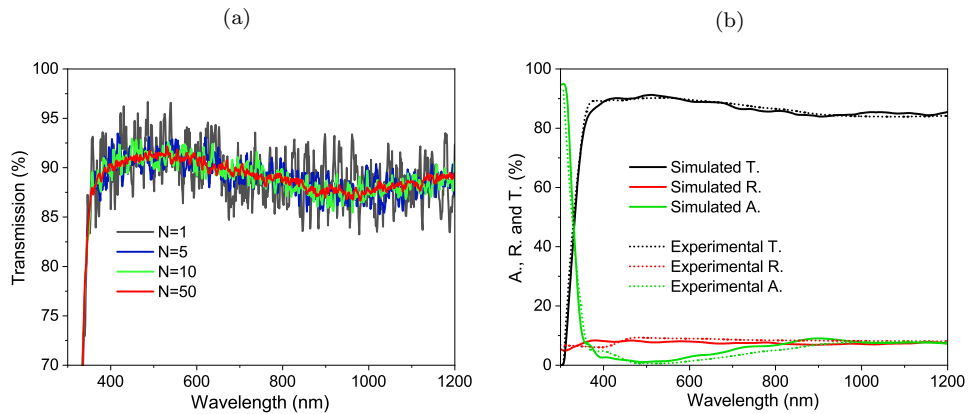 (a)
(b)
100
95
90
85
80
75
70
Transmission (%)
N=1
N=5
N=10
N=50
400
600
800
1000
1200
Wavelength (nm)
100
80
60
40
20
0
A., R. and T. (%)
Simulated T.
Simulated R.
Simulated A.
Experimental T.
Experimental R.
Experimental A.
400
600
800
1000
1200
Wavelength (nm)